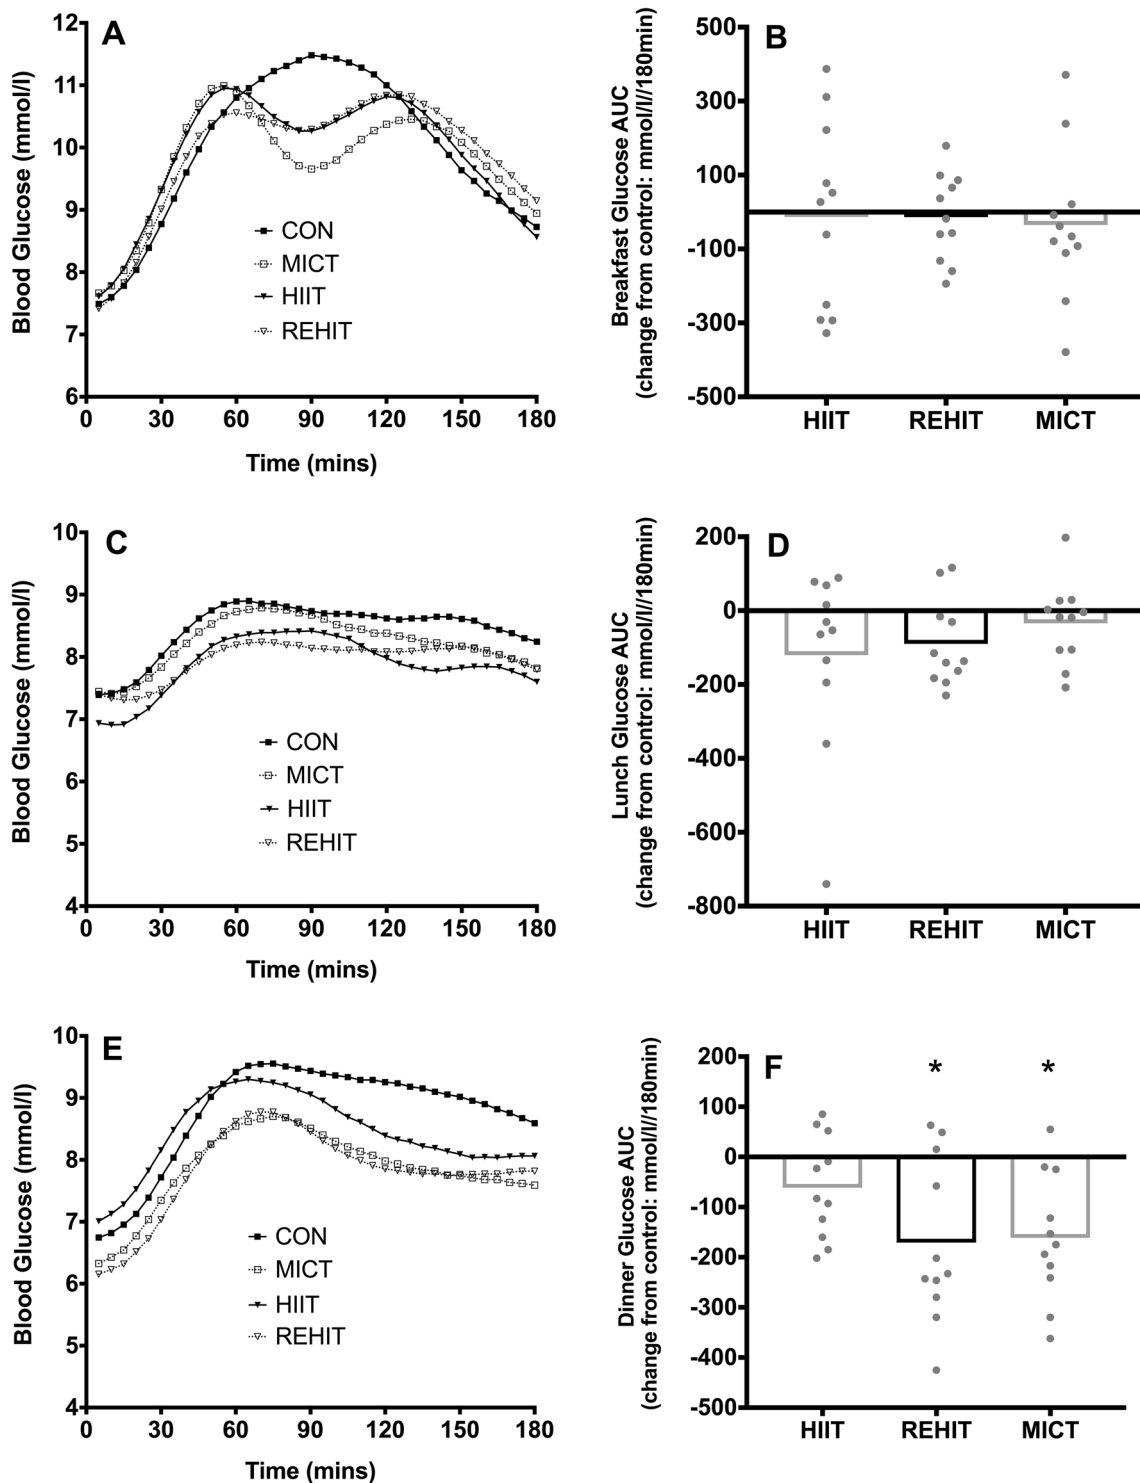 A
Blood Glucose (mmol/l)
12
11
10
9
8
7
6
CON
MICT
HIIT
REHIT
0 30 60 90 120 150 180
Time (mins)
B
Breakfast Glucose AUC
(change from control: mmol/l//180min)
500
300
100
-100
-300
-500
HIIT REHIT MICT
C
Blood Glucose (mmol/l)
10
9
8
7
6
5
4
CON
MICT
HIIT
REHIT
0 30 60 90 120 150 180
Time (mins)
D
Lunch Glucose AUC
(change from control: mmol/l//180min)
200
0
-200
-400
-600
-800
HIIT REHIT MICT
E
Blood Glucose (mmol/l)
10
9
8
7
6
5
4
CON
MICT
HIIT
REHIT
0 30 60 90 120 150 180
Time (mins)
F
Dinner Glucose AUC
(change from control: mmol/l//180min)
200
100
0
-100
-200
-300
-400
-500
* *
HIIT REHIT MICT